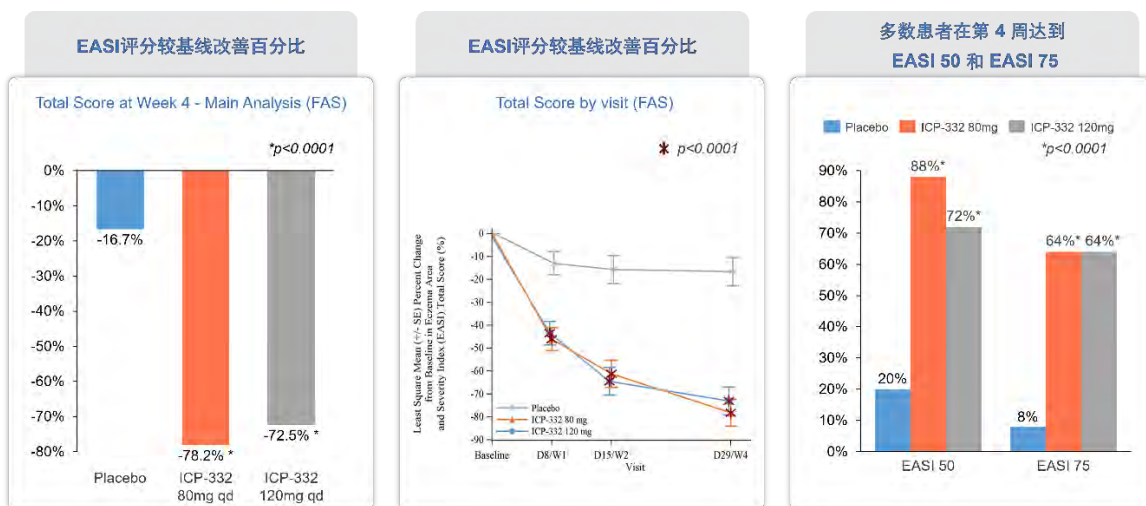 EASI评分较基线改善百分比
Total Score at Week 4 - Main Analysis (FAS)
*p<0.0001
0%
-10%
-20%
-30%
-40%
-50%
-60%
-70%
-80%
-16.7%
-78.2% *
-72.5% *
Placebo
ICP-332
80mg qd
ICP-332
120mg qd
EASI评分较基线改善百分比
Total Score by visit (FAS)
p<0.0001
Least Square Mean (+/- SE) Percent Change
from Baseline in Eczema Area
and Severity Index (EASI) Total Score (%)
0
-10
-20
-30
-40
-50
-60
-70
-80
-90
Placebo
ICP-332 80 mg
ICP-332 120 mg
Baseline
D8/W1
D15/W2
D29/W4
Visit
多数患者在第 4 周达到
EASI 50 和 EASI 75
Placebo
ICP-332 80mg
ICP-332 120mg
*p<0.0001
90%
80%
70%
60%
50%
40%
30%
20%
10%
0%
20%
88%*
72%*
8%
64%*
64%*
EASI 50
EASI 75